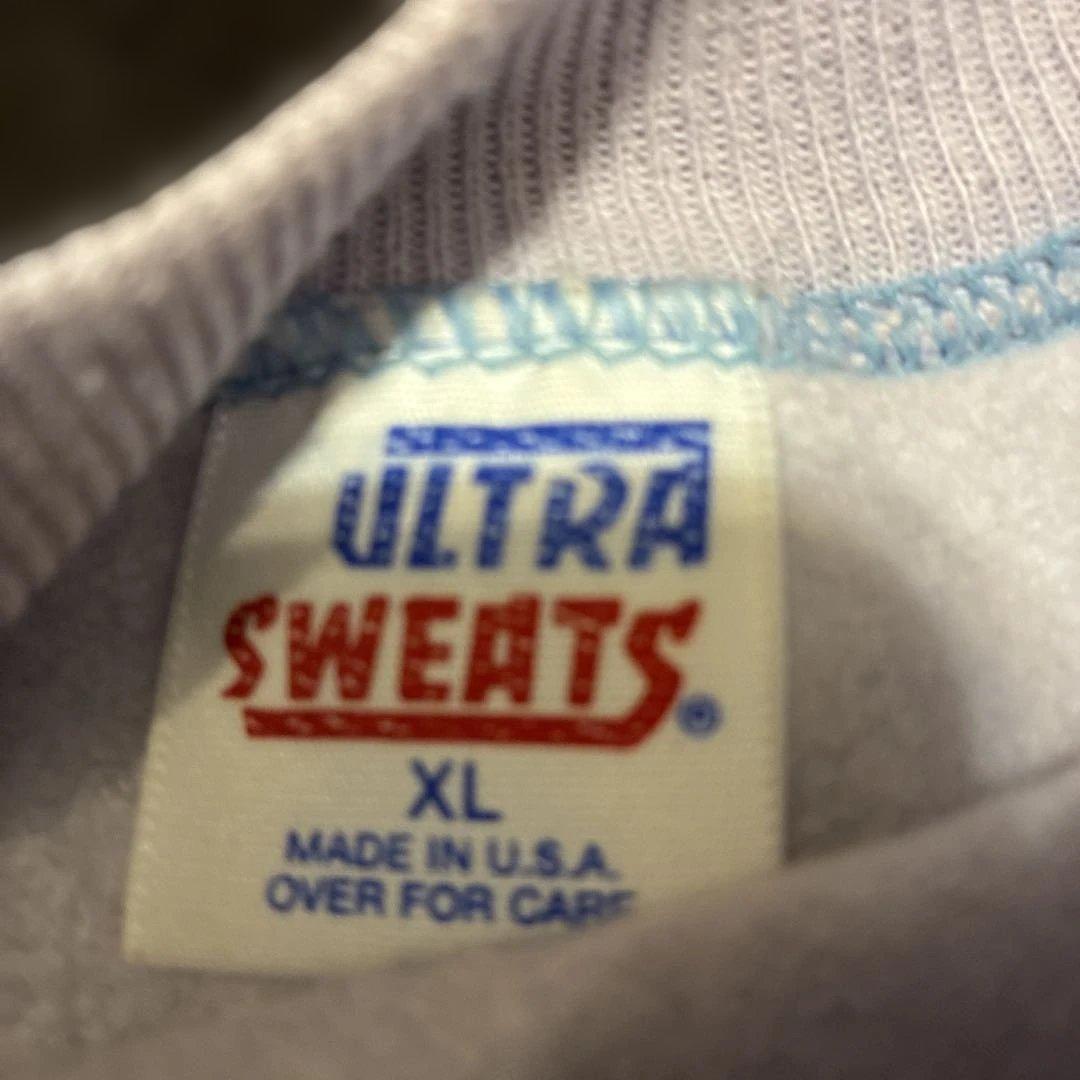 ULTRA
SWEATS®
XL
MADE IN U.S.A.
OVER FOR CARE